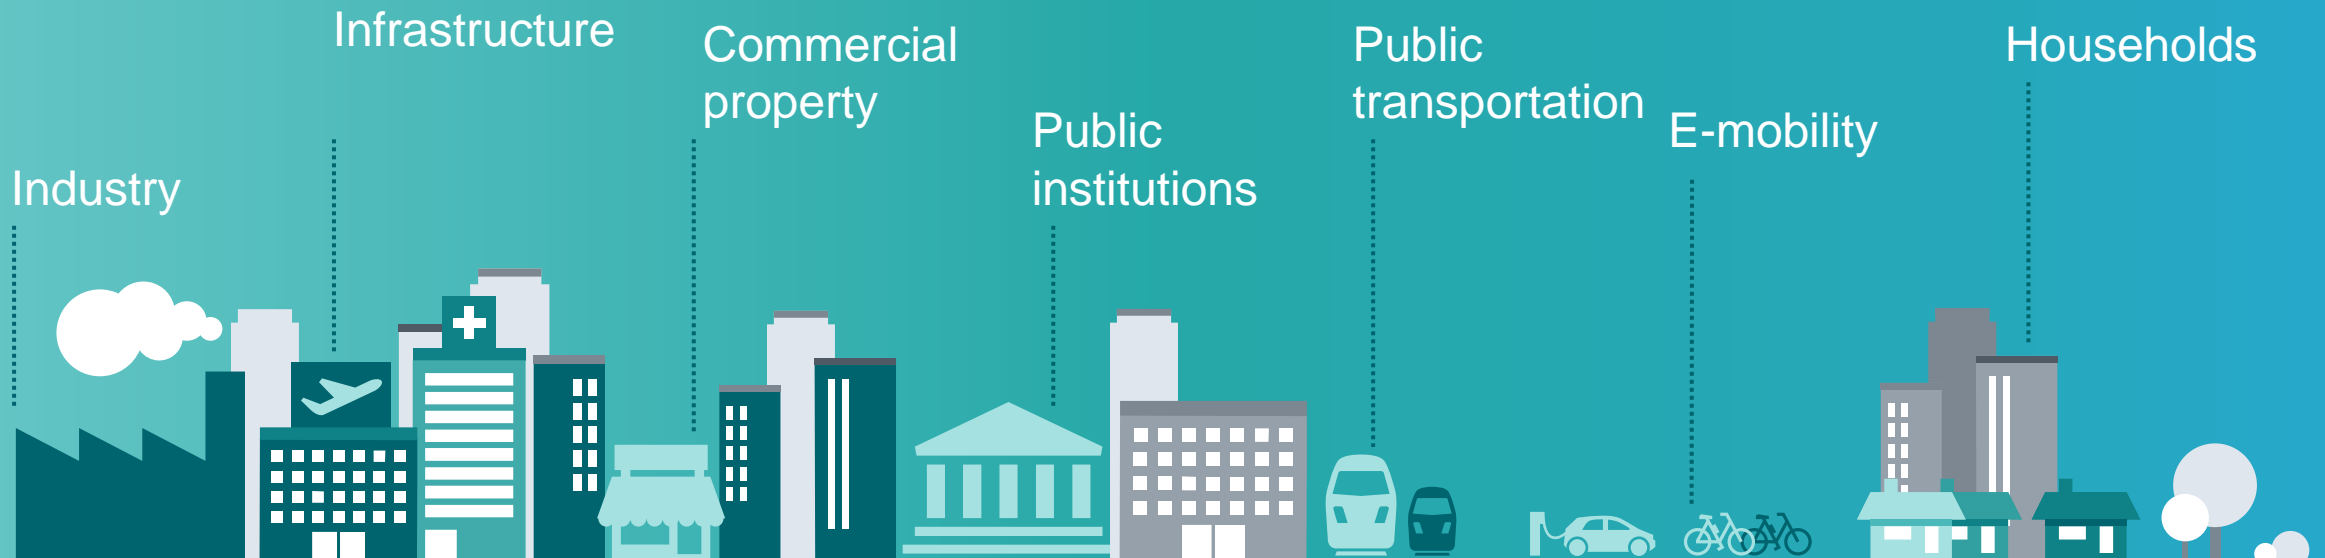 Industry
Infrastructure
Commercial
property
Public
institutions
Public
transportation
E-mobility
Households